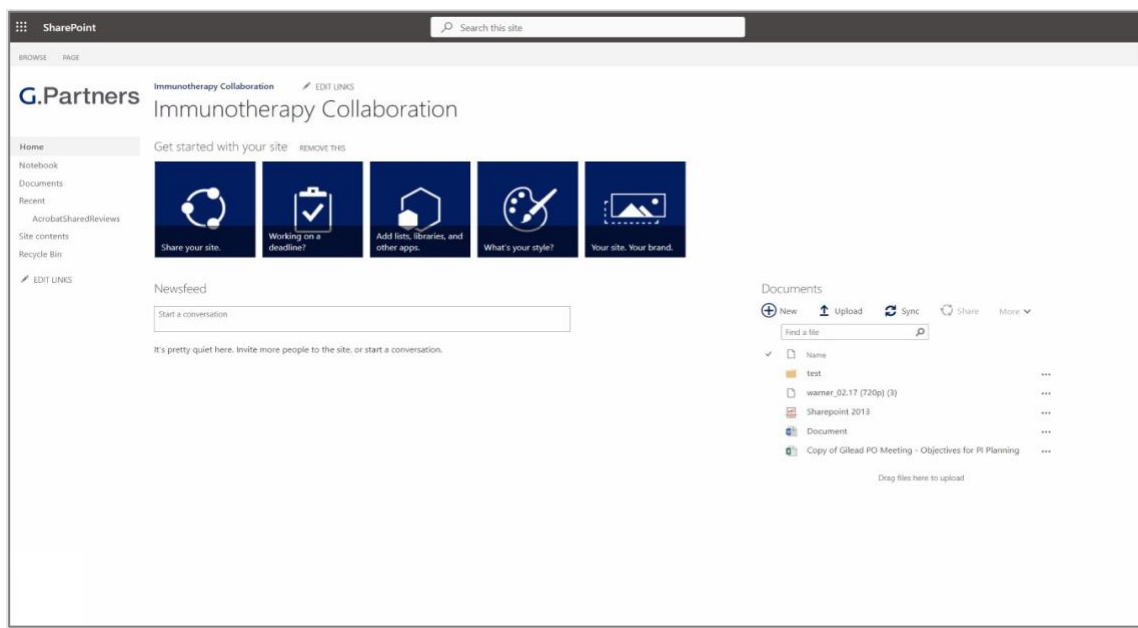 SharePoint
Search this site
BROWSE PAGE
G.Partners
Immunotherapy Collaboration EDIT LINKS
Immunotherapy Collaboration
Home
Notebook
Documents
Recent
AcrobatSharedReviews
Site contents
Recycle Bin
EDIT LINKS
Get started with your site REMOVE THIS
Share your site.
Working on a
deadline?
Add lists, libraries, and
other apps.
What's your style?
Your site. Your brand.
Newsfeed
Start a conversation
It's pretty quiet here. Invite more people to the site, or start a conversation.
Documents
New Upload Sync Share More
Find a file
Name
test
warner_02.17 (720p) (3)
Sharepoint 2013
Document
Copy of Gilead PO Meeting - Objectives for PI Planning
Drag files here to upload